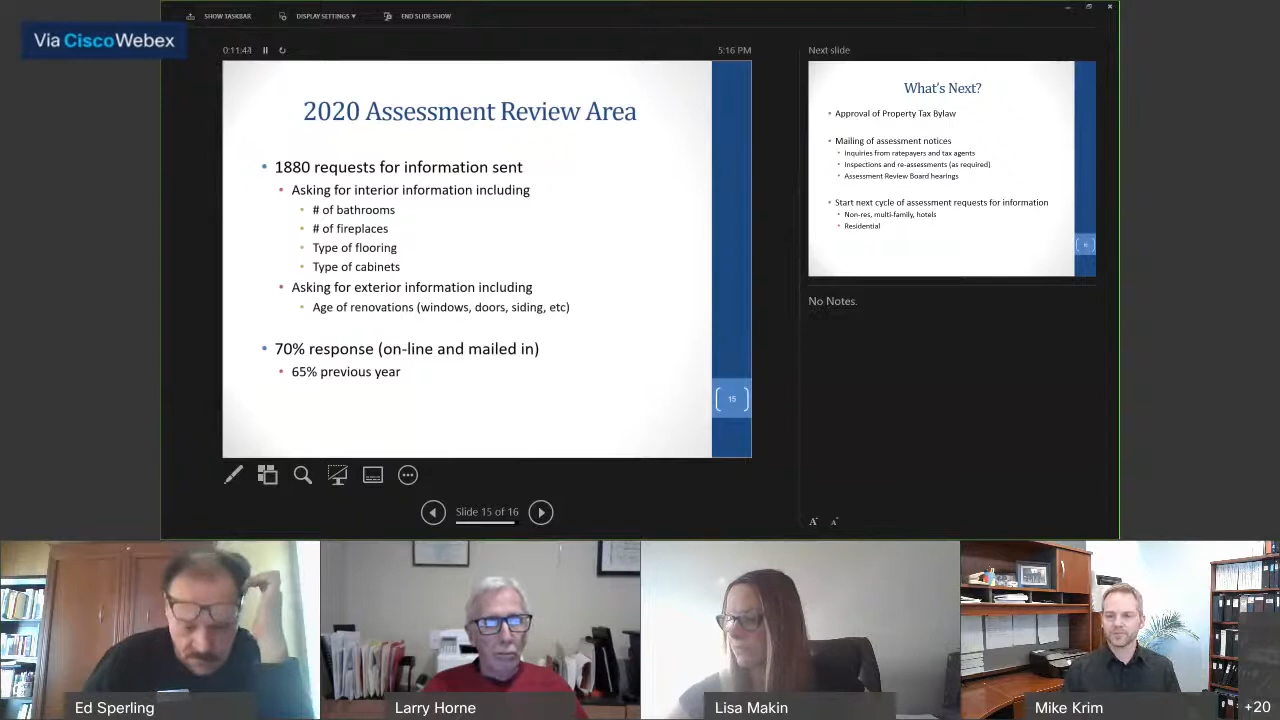 SHOW TASKBAR
DISPLAY SETTINGS ▼
END SLIDE SHOW
Via CiscoWebex
0:11:44
5:16 PM
Next slide
2020 Assessment Review Area
• 1880 requests for information sent
• Asking for interior information including
• # of bathrooms
• # of fireplaces
• Type of flooring
• Type of cabinets
• Asking for exterior information including
• Age of renovations (windows, doors, siding, etc)
• 70% response (on-line and mailed in)
• 65% previous year
15
What's Next?
• Approval of Property Tax Bylaw
• Mailing of assessment notices
• Inquiries from ratepayers and tax agents
• Inspections and re-assessments (as required)
• Assessment Review Board hearings
• Start next cycle of assessment requests for information
• Non-res, multi-family, hotels
• Residential
No Notes.
Slide 15 of 16
A A
Ed Sperling
Larry Horne
Lisa Makin
Mike Krim
+20